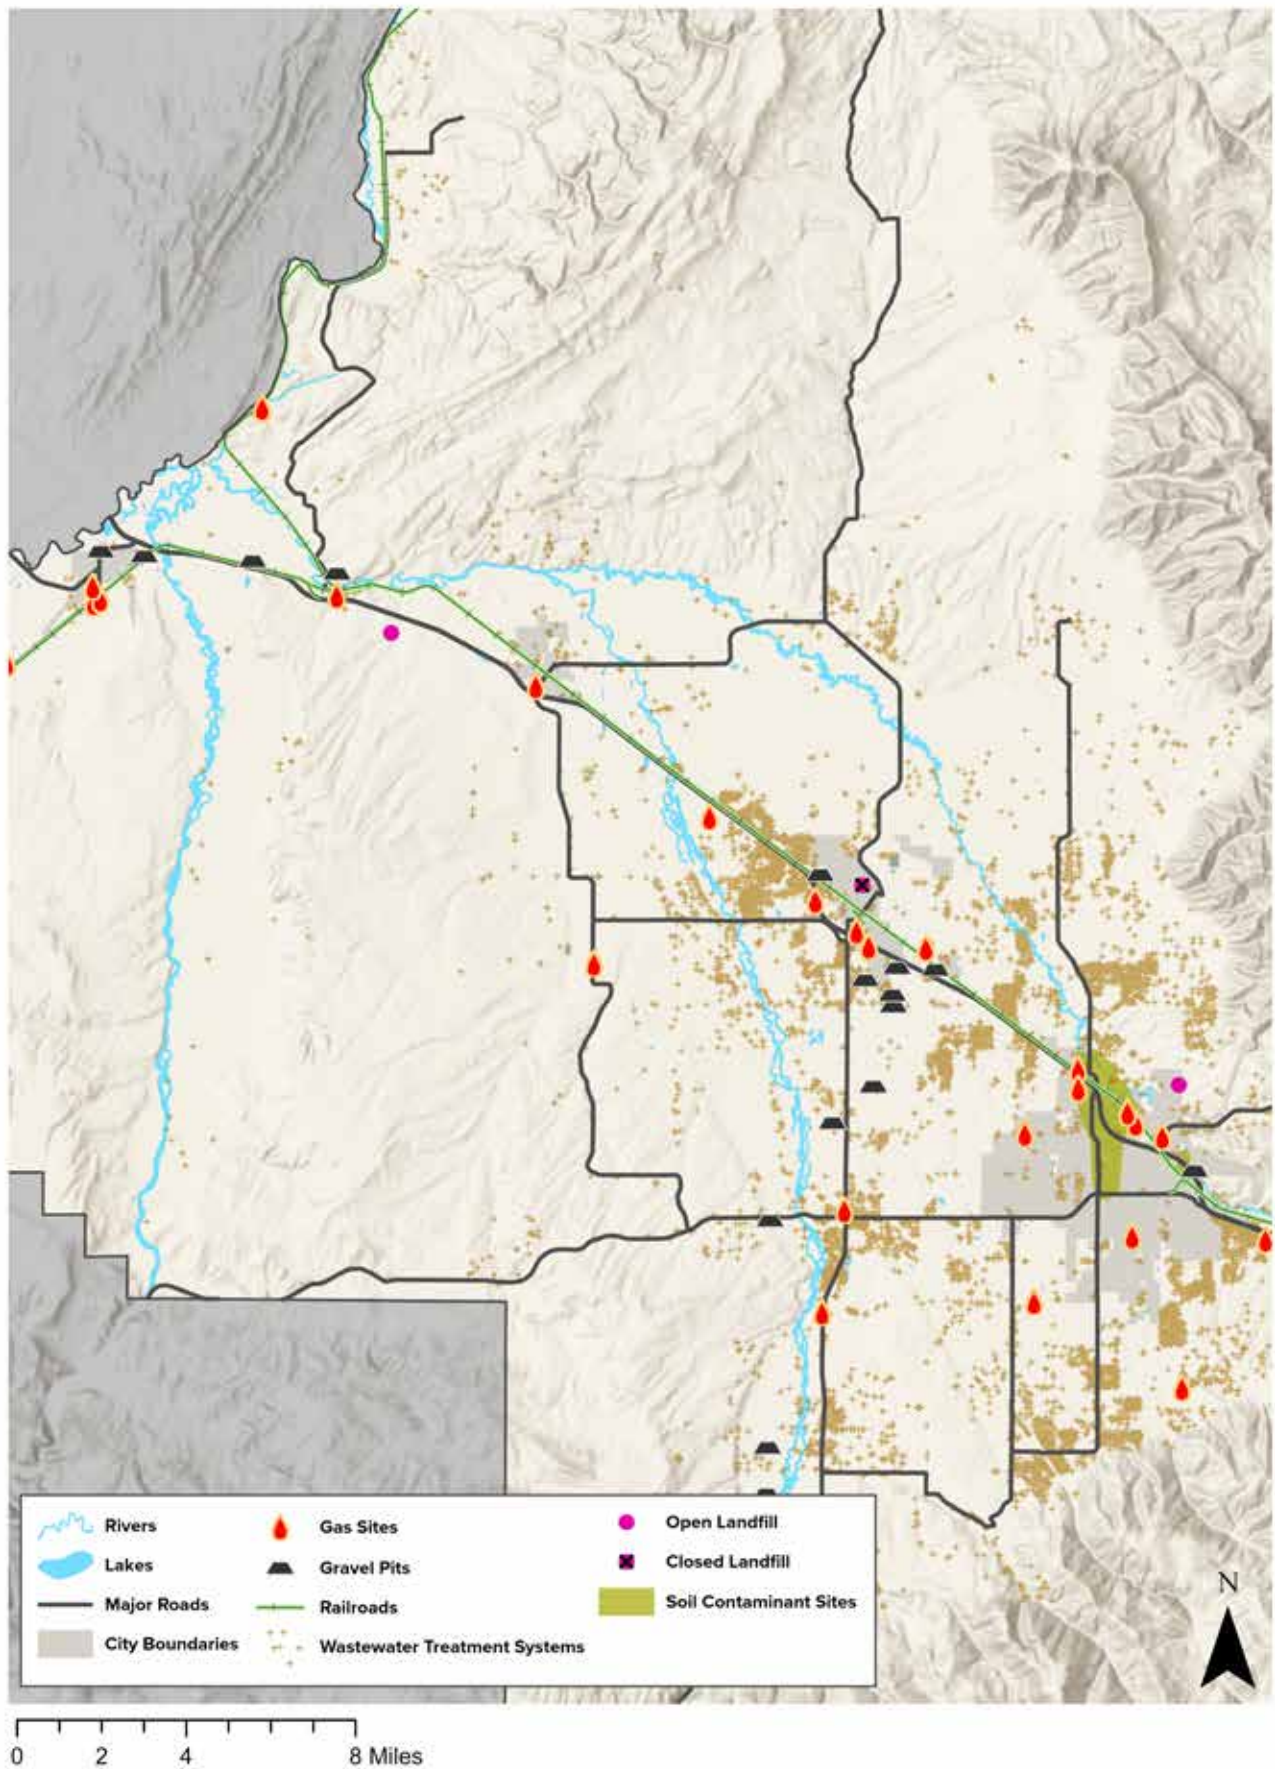 Rivers
Lakes
Major Roads
City Boundaries
Gas Sites
Gravel Pits
Railroads
Wastewater Treatment Systems
Open Landfill
Closed Landfill
Soil Contaminant Sites
N
0 2 4 8 Miles